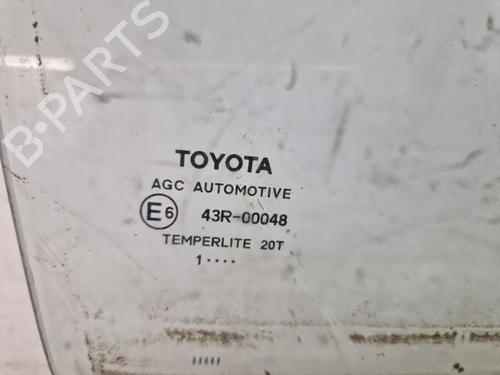 B-PARTS
TOYOTA
AGC AUTOMOTIVE
E6 43R-00048
TEMPERLITE 20T
1····